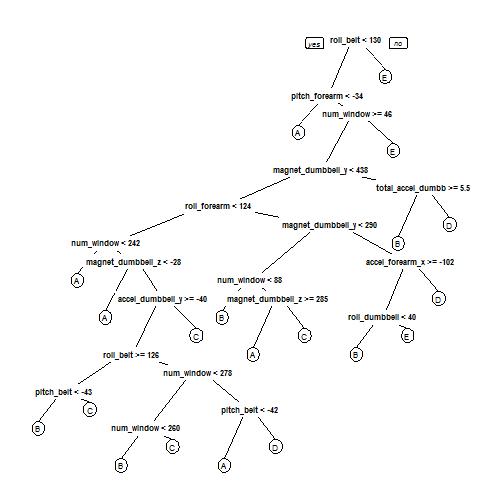 yes roll_belt < 130 no
E
pitch_forearm < -34
num_window >= 46
A
E
magnet_dumbbell_y < 438
total_accel_dumbb >= 5.5
roll_forearm < 124
magnet_dumbbell_y < 290
B D
num_window < 242
magnet_dumbbell_z < -28
accel_forearm_x >= -102
A
num_window < 88
magnet_dumbbell_z >= 285
accel_dumbbell_y >= -40
D
A B
roll_dumbbell < 40
C C E
roll_belt >= 126
A B
num_window < 278
pitch_belt < -43
C
pitch_belt < -42
B
num_window < 260
C D
B A